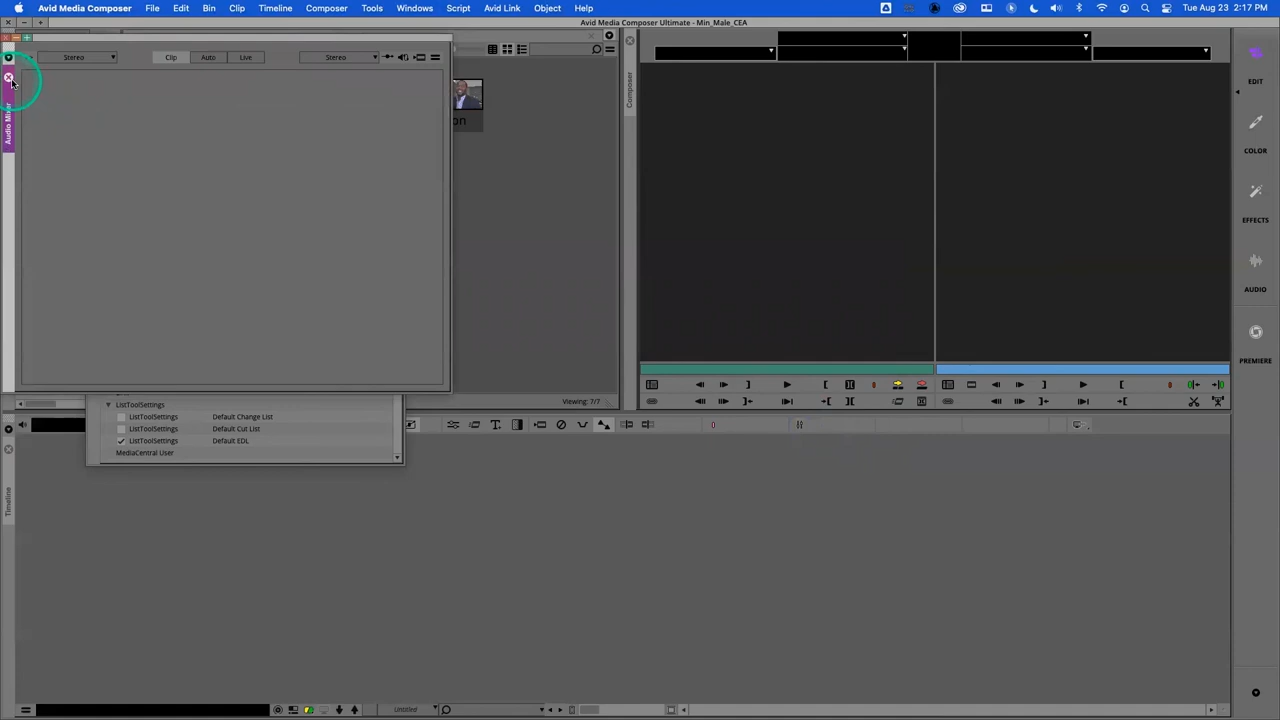 Avid Media Composer File Edit Bin Clip Timeline Composer Tools Windows Script Avid Link Object Help Tue Aug 23 2:17 PM
Avid Media Composer Ultimate - Min_Male_CEA
Stereo Clip Auto Live Stereo
Audio Mixer
on
Composer
EDIT
COLOR
EFFECTS
AUDIO
PREMIERE
Viewing: 7/7
ListToolSettings
ListToolSettings Default Change List
ListToolSettings Default Cut List
ListToolSettings Default EDL
MediaCentral User
Timeline
Untitled